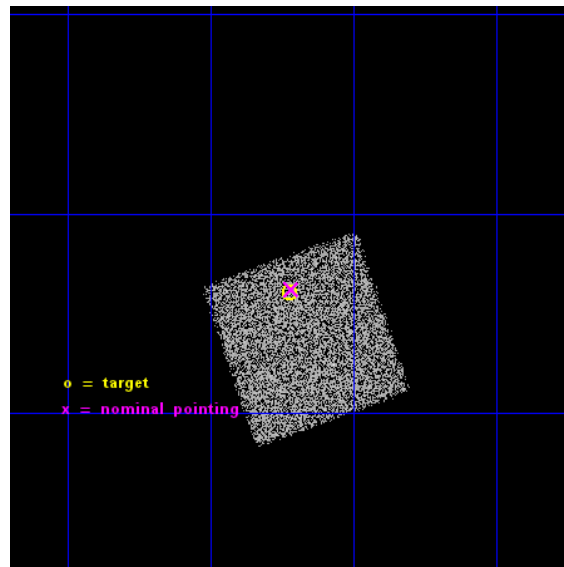 o = target
x = nominal pointing